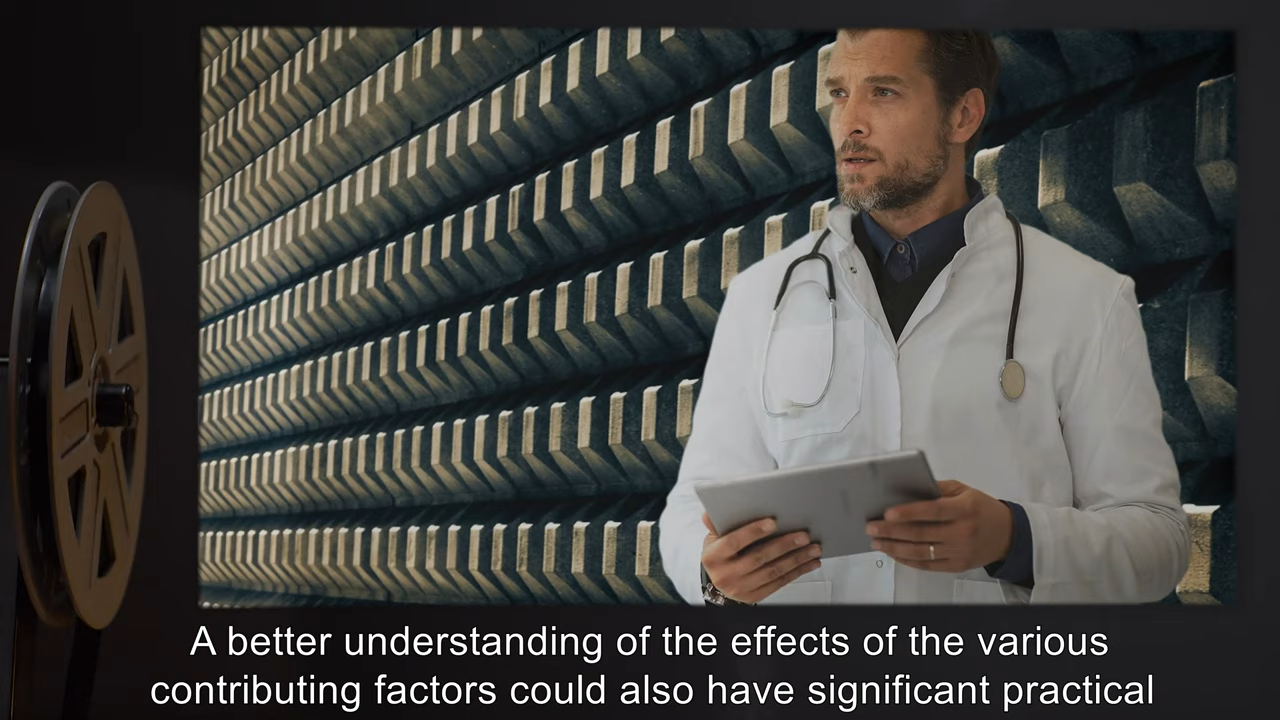 A better understanding of the effects of the various
contributing factors could also have significant practical